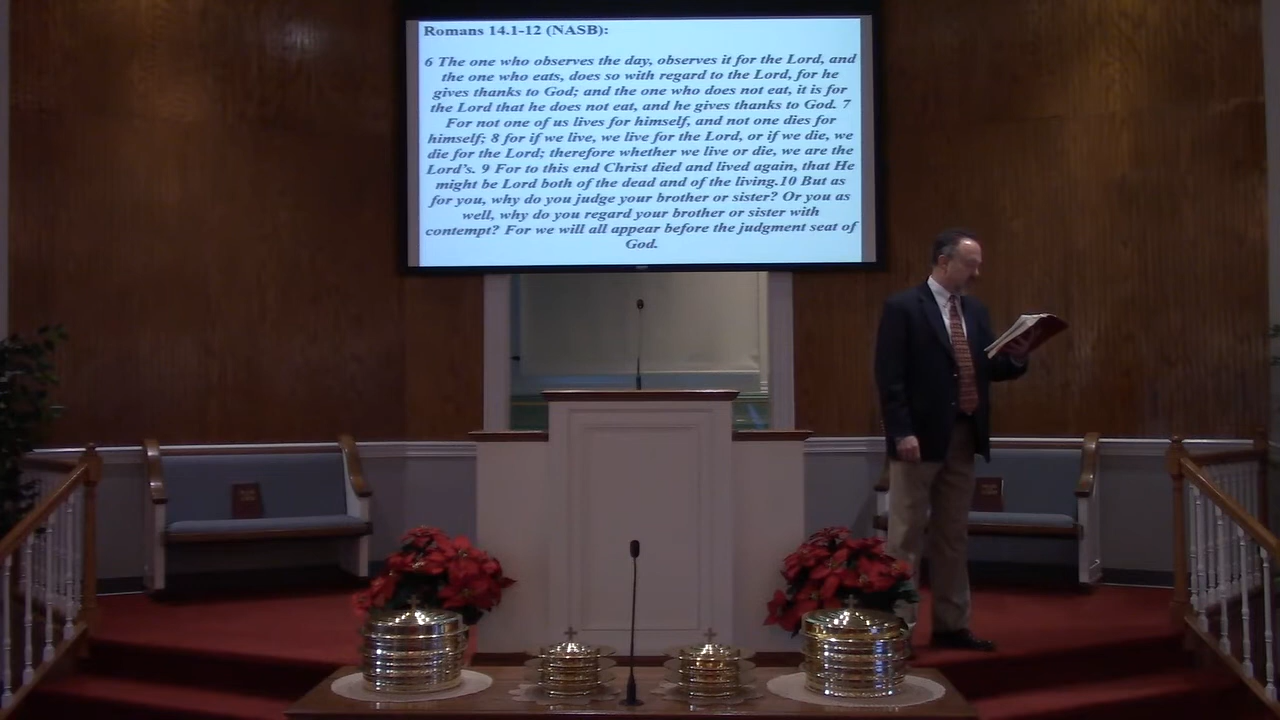 Romans 14.1-12 (NASB):
6 The one who observes the day, observes it for the Lord, and
the one who eats, does so with regard to the Lord, for he
gives thanks to God; and the one who does not eat, it is for
the Lord that he does not eat, and he gives thanks to God. 7
For not one of us lives for himself, and not one dies for
himself; 8 for if we live, we live for the Lord, or if we die, we
die for the Lord; therefore whether we live or die, we are the
Lord’s. 9 For to this end Christ died and lived again, that He
might be Lord both of the dead and of the living.10 But as
for you, why do you judge your brother or sister? Or you as
well, why do you regard your brother or sister with
contempt? For we will all appear before the judgment seat of
God.